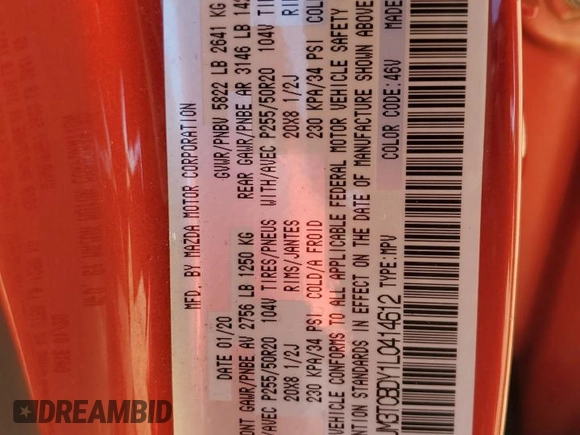 MFD. BY MAZDA MOTOR CORPORATION
DATE 01/20 GVWR/PNBV 5822 LB 2641 KG
GAWR/PNBE AV 2756 LB 1250 KG REAR GAWR/PNBE AR 3146 LB
P255/50R20 104V TIRES/PNEUS WITH/AVEC P255/50R20 104V
20X8 1/2J RIMS/JANTES 20X8 1/2J
230 KPA/34 PSI COLD/A FROID 230 KPA/34 PSI
VEHICLE CONFORMS TO ALL APPLICABLE FEDERAL MOTOR VEHICLE SAFETY
STANDARDS IN EFFECT ON THE DATE OF MANUFACTURE SHOWN ABOVE
JM3TCBDY1L0414612 TYPE:MPV COLOR CODE:46V MADE
DREAMBID